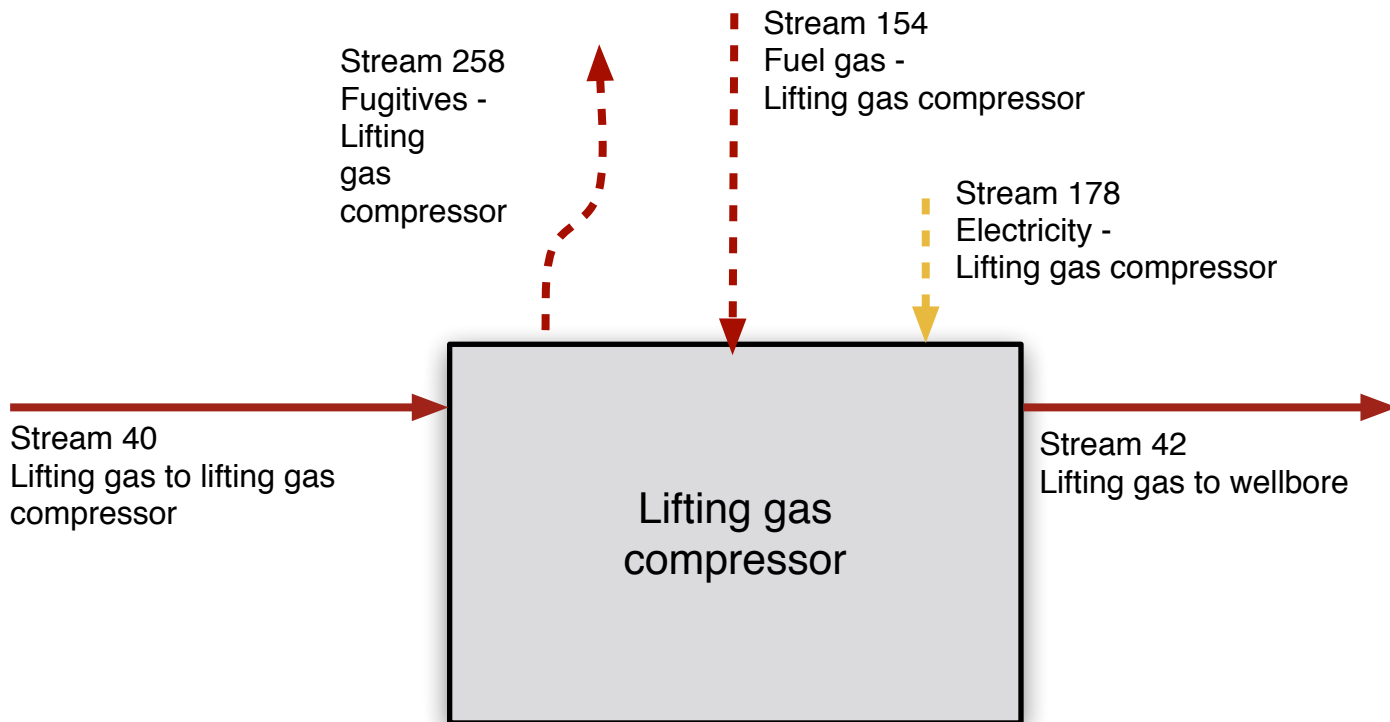 Stream 258
Fugitives -
Lifting
gas
compressor
Stream 154
Fuel gas -
Lifting gas compressor
Stream 178
Electricity -
Lifting gas compressor
Stream 40
Lifting gas to lifting gas
compressor
Lifting gas
compressor
Stream 42
Lifting gas to wellbore